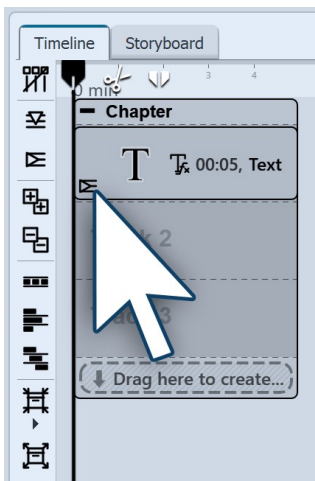 Timeline Storyboard
3 4
0 min
Chapter
T 00:05, Text
2
3
Drag here to create...